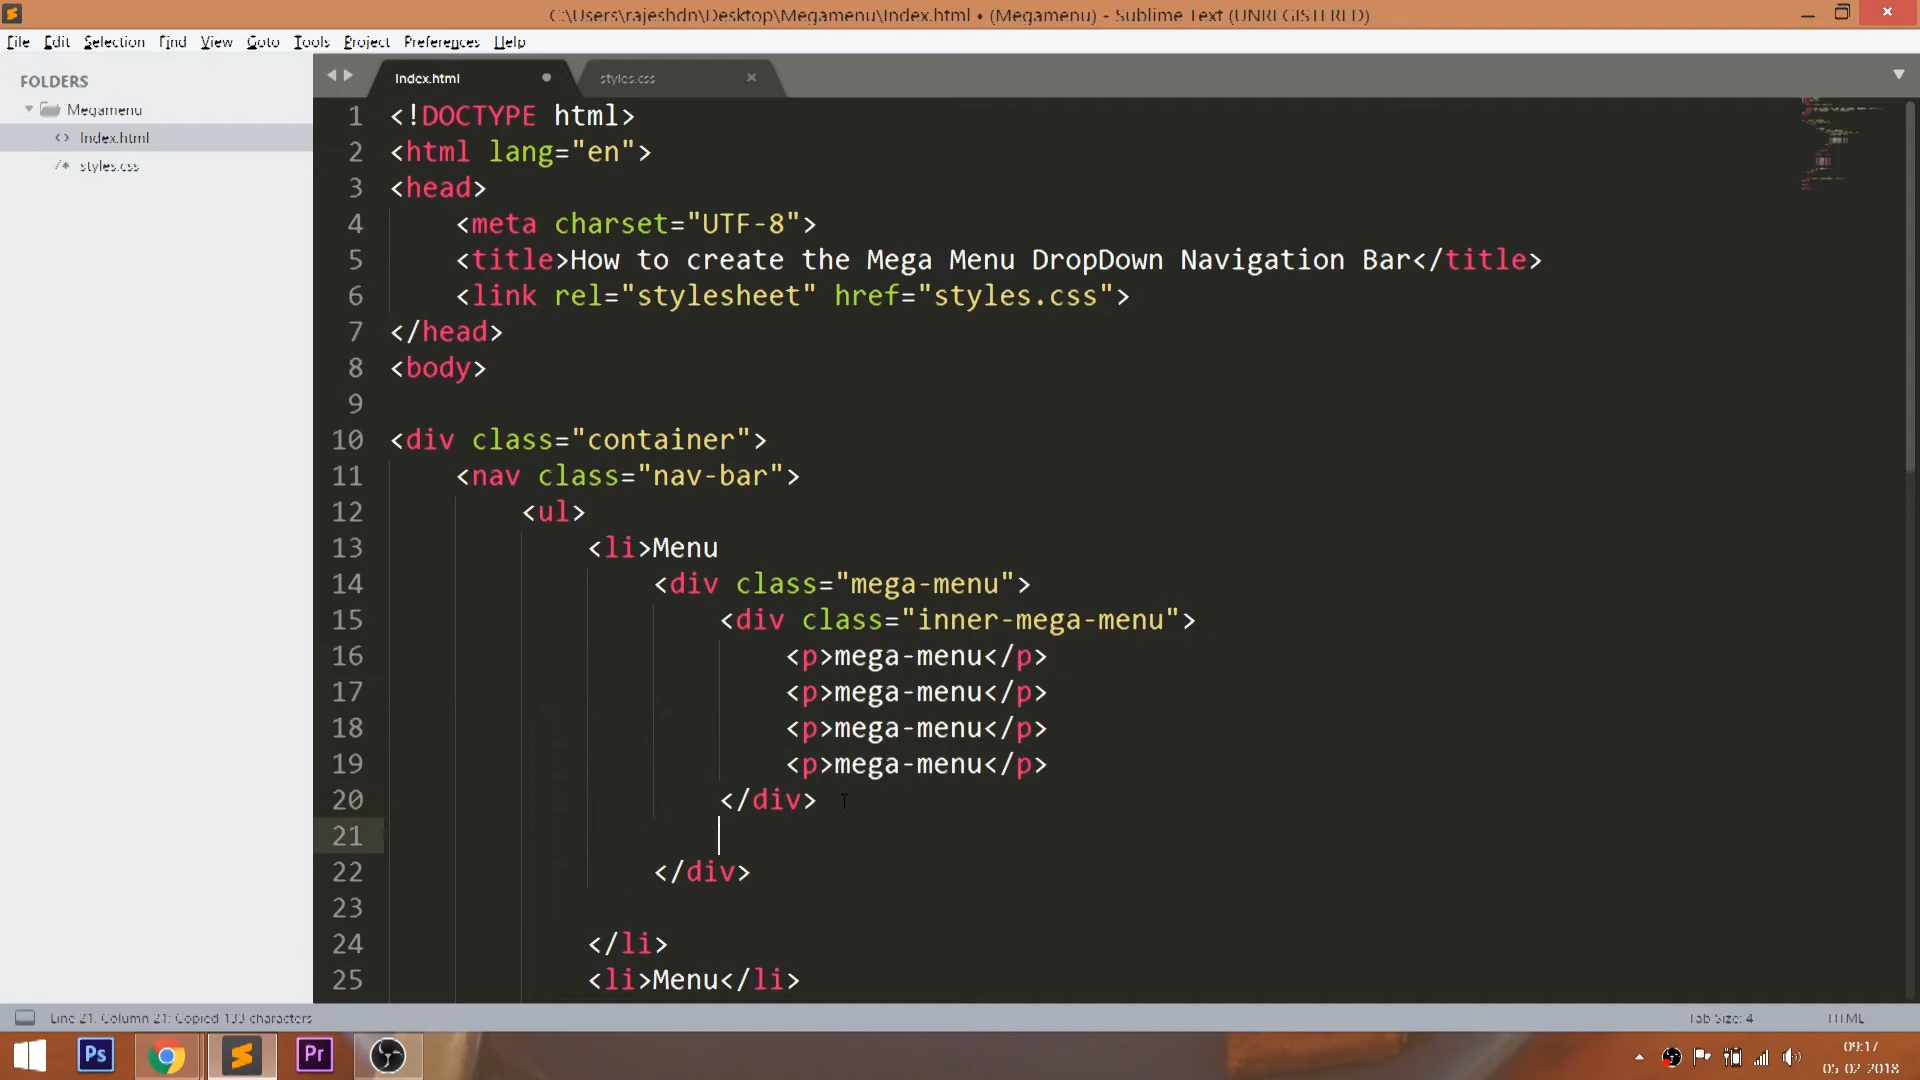 C:\Users\rajeshdn\Desktop\Megamenu\Index.html • (Megamenu) - Sublime Text (UNREGISTERED)
File Edit Selection Find View Goto Tools Project Preferences Help
FOLDERS
Megamenu
<> Index.html
/* styles.css
Index.html
styles.css
1 <!DOCTYPE html>
2 <html lang="en">
3 <head>
4 <meta charset="UTF-8">
5 <title>How to create the Mega Menu DropDown Navigation Bar</title>
6 <link rel="stylesheet" href="styles.css">
7 </head>
8 <body>
9
10 <div class="container">
11 <nav class="nav-bar">
12 <ul>
13 <li>Menu
14 <div class="mega-menu">
15 <div class="inner-mega-menu">
16 <p>mega-menu</p>
17 <p>mega-menu</p>
18 <p>mega-menu</p>
19 <p>mega-menu</p>
20 </div>
21
22 </div>
23
24 </li>
25 <li>Menu</li>
Line 21, Column 21; Copied 133 characters
Tab Size: 4
HTML
Ps
Pr
09:17
05-02-2018